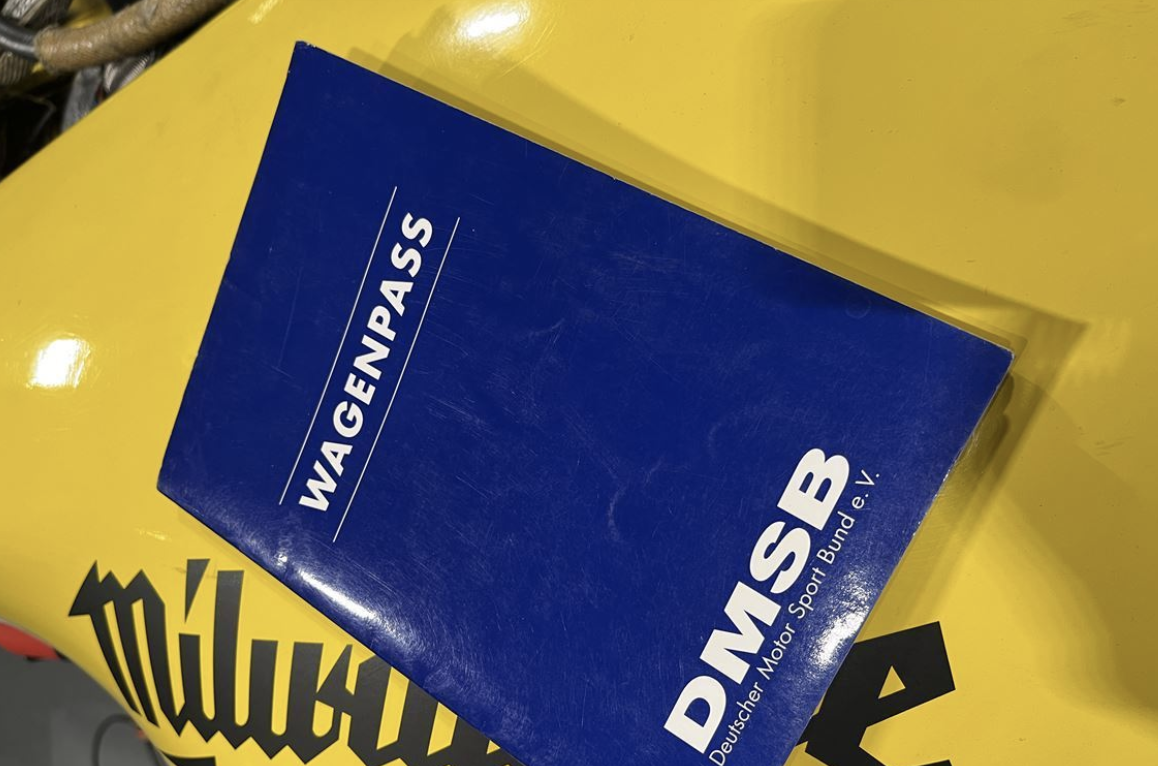 WAGENPASS
DMSB
Deutscher Motor Sport Bund e.V.